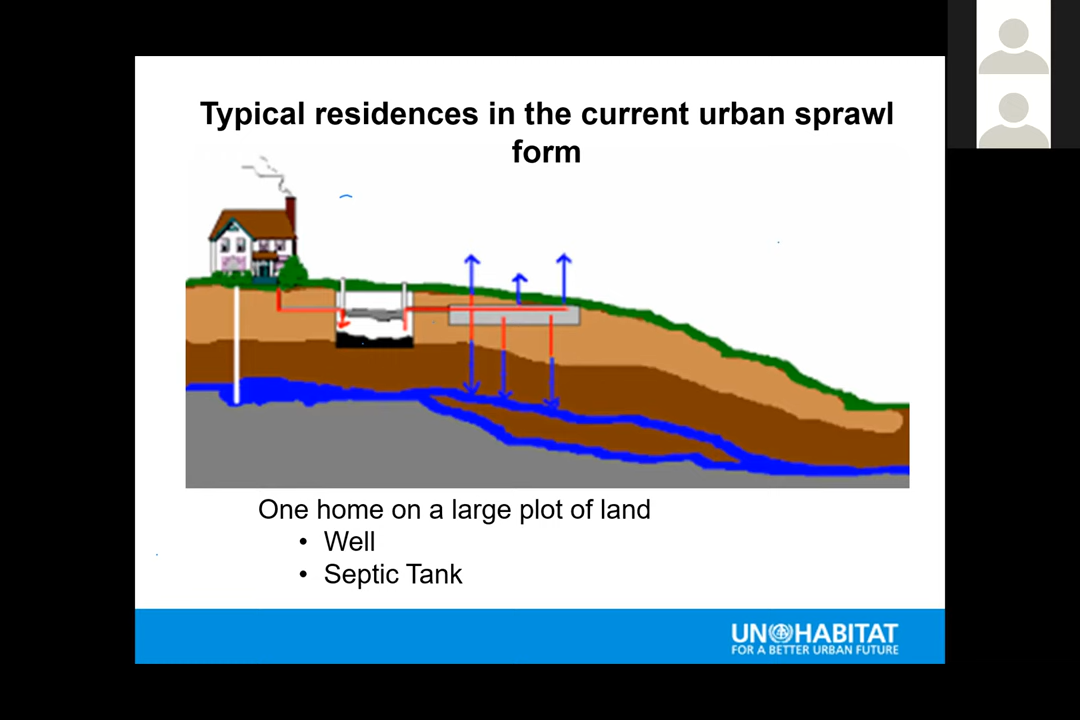 Typical residences in the current urban sprawl
form
One home on a large plot of land
• Well
• Septic Tank
UN HABITAT
FOR A BETTER URBAN FUTURE